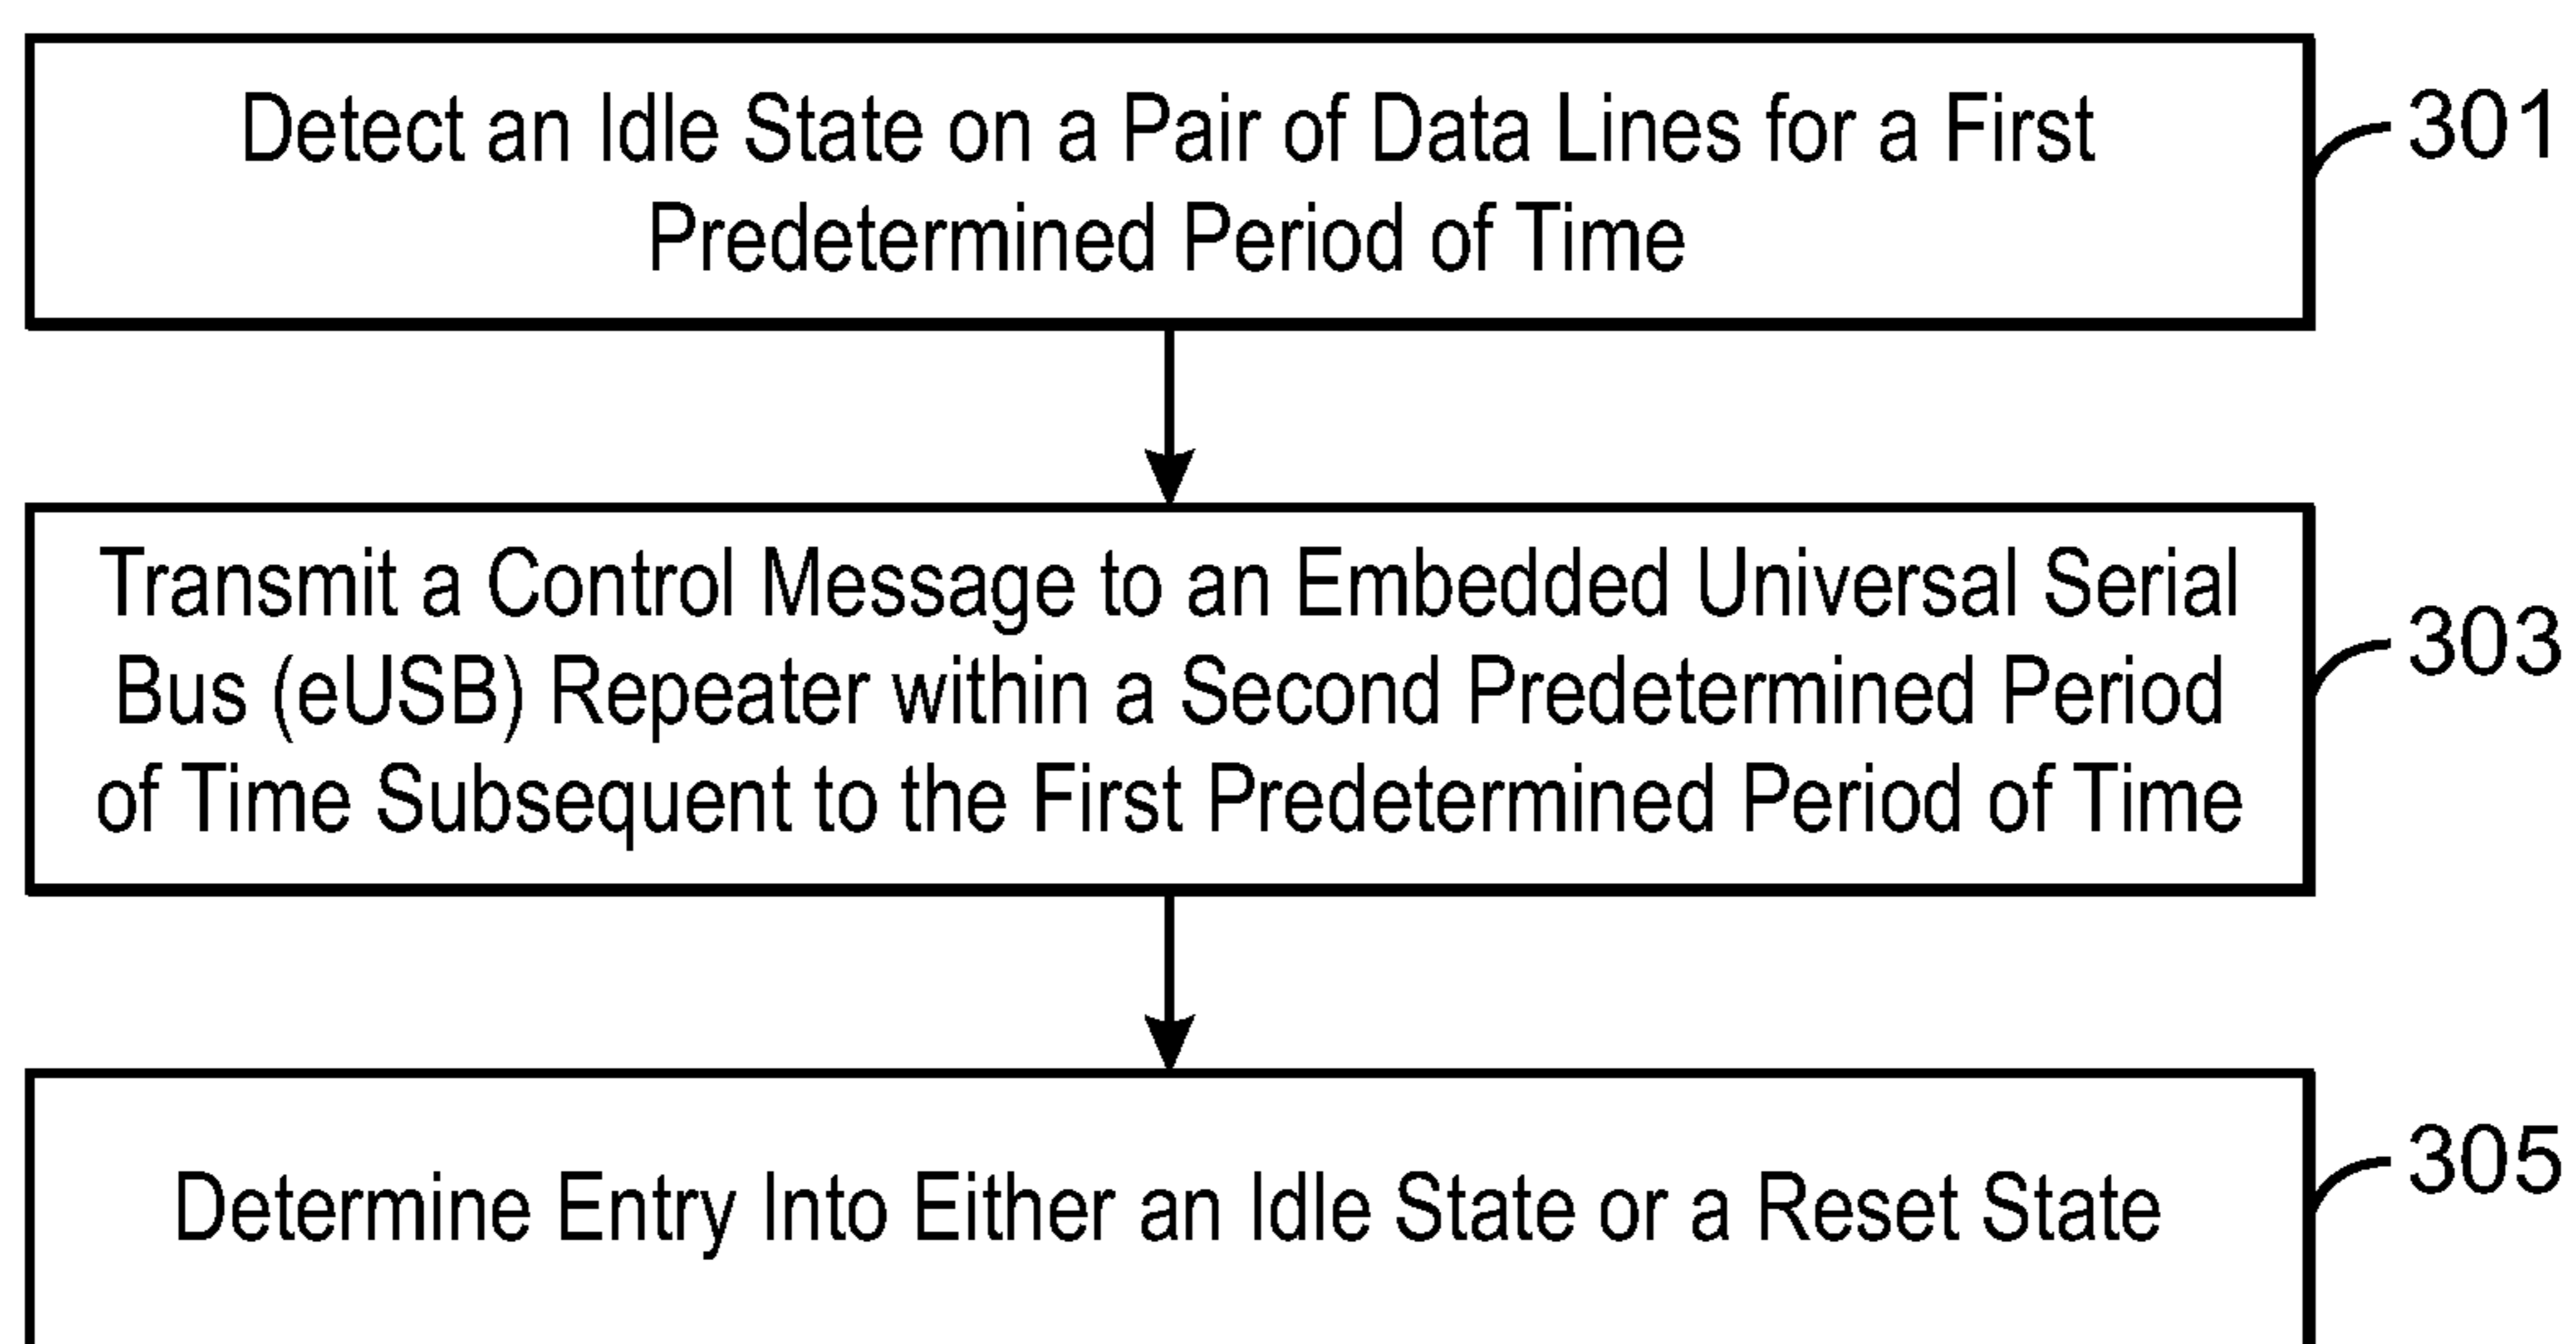 Detect an Idle State on a Pair of Data Lines for a First
Predetermined Period of Time
301
Transmit a Control Message to an Embedded Universal Serial
Bus (eUSB) Repeater within a Second Predetermined Period
of Time Subsequent to the First Predetermined Period of Time
303
Determine Entry Into Either an Idle State or a Reset State
305